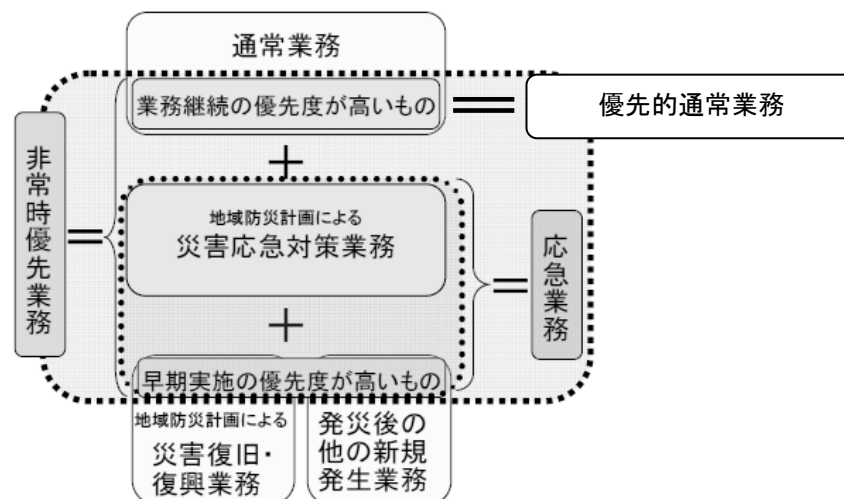 通常業務
業務継続の優先度が高いもの
優先的通常業務
非常時優先業務
地域防災計画による
災害応急対策業務
応急業務
早期実施の優先度が高いもの
地域防災計画による
災害復旧・
復興業務
発災後の
他の新規
発生業務